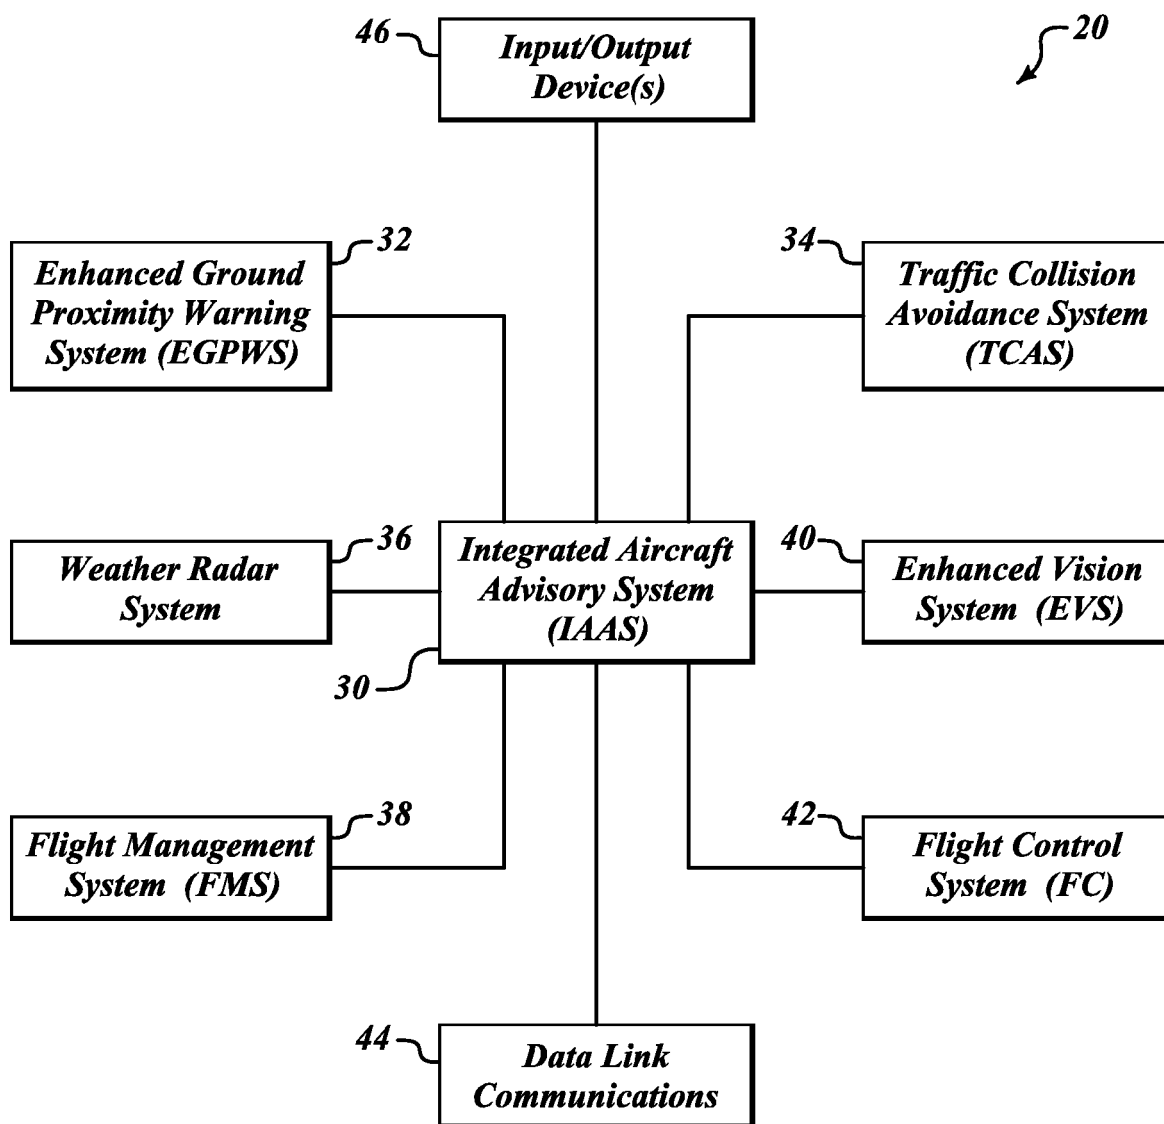 46
Input/Output
Device(s)
20
32
Enhanced Ground
Proximity Warning
System (EGPWS)
34
Traffic Collision
Avoidance System
(TCAS)
36
Weather Radar
System
Integrated Aircraft
Advisory System
(IAAS)
30
40
Enhanced Vision
System (EVS)
38
Flight Management
System (FMS)
42
Flight Control
System (FC)
44
Data Link
Communications